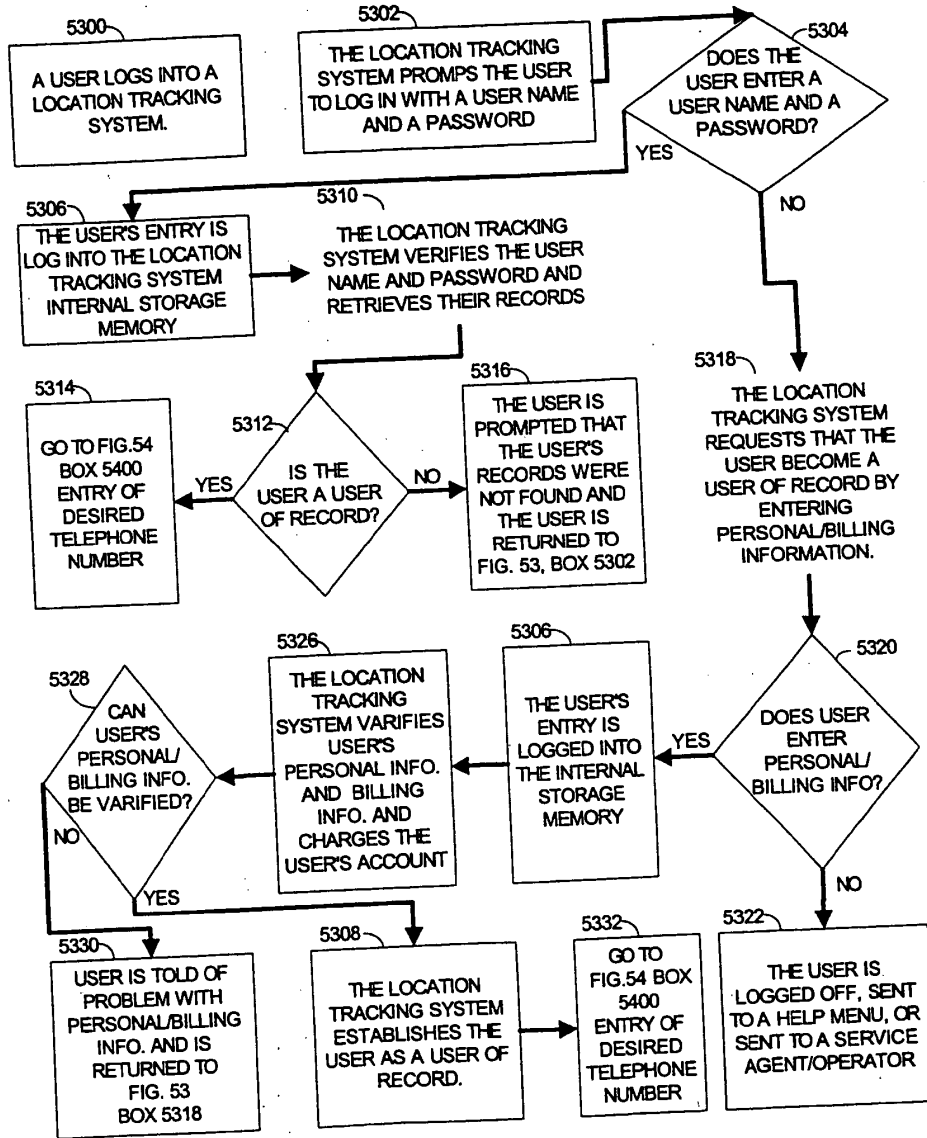 5300
A USER LOGS INTO A
LOCATION TRACKING
SYSTEM.
5302
THE LOCATION TRACKING
SYSTEM PROMPS THE USER
TO LOG IN WITH A USER NAME
AND A PASSWORD
5304
DOES THE
USER ENTER A
USER NAME AND A
PASSWORD?
YES
NO
5306
THE USER'S ENTRY IS
LOG INTO THE LOCATION
TRACKING SYSTEM
INTERNAL STORAGE
MEMORY
5310
THE LOCATION TRACKING
SYSTEM VERIFIES THE USER
NAME AND PASSWORD AND
RETRIEVES THEIR RECORDS
5312
IS THE
USER A USER
OF RECORD?
YES
NO
5314
GO TO FIG.54
BOX 5400
ENTRY OF
DESIRED
TELEPHONE
NUMBER
5316
THE USER IS
PROMPTED THAT
THE USER'S
RECORDS WERE
NOT FOUND AND
THE USER IS
RETURNED TO
FIG. 53, BOX 5302
5318
THE LOCATION
TRACKING SYSTEM
REQUESTS THAT THE
USER BECOME A
USER OF RECORD BY
ENTERING
PERSONAL/BILLING
INFORMATION.
5320
DOES USER
ENTER
PERSONAL/
BILLING INFO?
YES
NO
5306
THE USER'S
ENTRY IS
LOGGED INTO
THE INTERNAL
STORAGE
MEMORY
5326
THE LOCATION
TRACKING
SYSTEM VARIFIES
USER'S
PERSONAL INFO.
AND BILLING
INFO. AND
CHARGES THE
USER'S ACCOUNT
5328
CAN
USER'S
PERSONAL/
BILLING INFO.
BE VARIFIED?
NO
YES
5330
USER IS TOLD OF
PROBLEM WITH
PERSONAL/BILLING
INFO. AND IS
RETURNED TO
FIG. 53
BOX 5318
5308
THE LOCATION
TRACKING SYSTEM
ESTABLISHES THE
USER AS A USER OF
RECORD.
5332
GO TO
FIG.54 BOX
5400
ENTRY OF
DESIRED
TELEPHONE
NUMBER
5322
THE USER IS
LOGGED OFF, SENT
TO A HELP MENU, OR
SENT TO A SERVICE
AGENT/OPERATOR